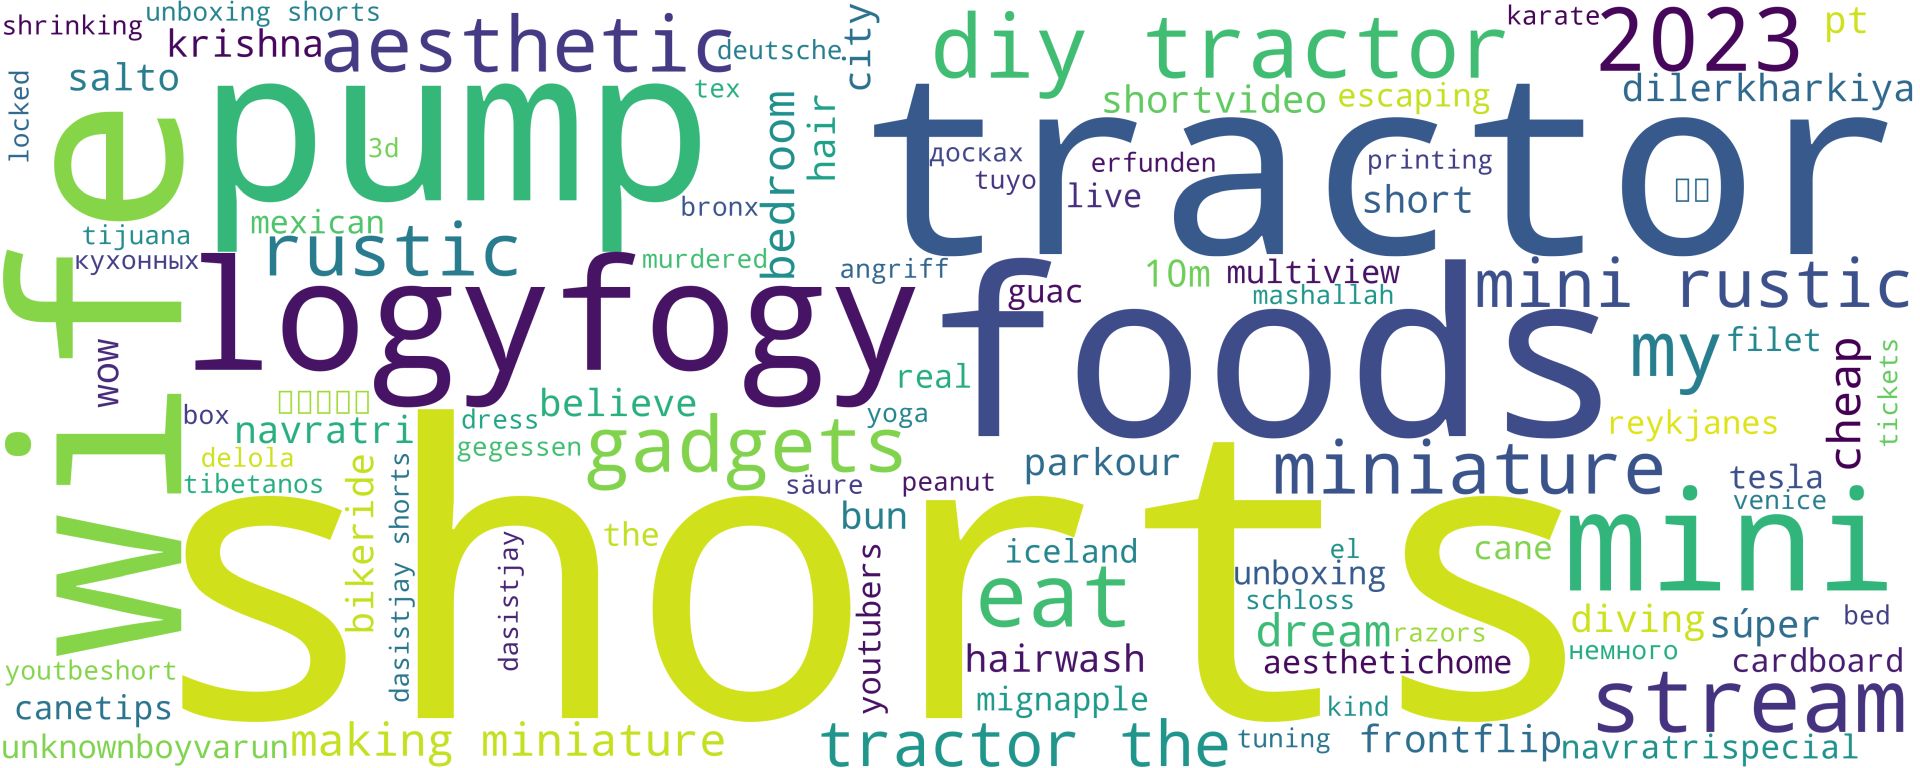 shrinking
unboxing shorts
krishna
aesthetic
deutsche
city
diy tractor
karate
2023
pt
locked
salto
pump
tex
bedroom
hair
shortvideo
escaping
dilerkharkiya
wife
3d
tractor
досках
erfunden
printing
tuyo
live
short
mexican
bronx
tijuana
rustic
кухонных
murdered
angriff
logyfogy
foods
guac
10m
multiview
mashallah
mini rustic
wow
real
my
filet
cheap
tickets
box
navratri
dress
believe
yoga
gegessen
gadgets
reykjanes
delola
tibetanos
bikeride
dasistjay shorts
säure
peanut
parkour
miniature
tesla
venice
shorts
dasistjay
the
bun
youtubers
iceland
eat
el
unboxing
schloss
cane
mini
dream
razors
diving
súper
bed
youtbeshort
hairwash
aesthetichome
немного
cardboard
canetips
mignapple
kind
stream
unknownboyvarun
making miniature
tractor the
tuning
frontflip
navratrispecial